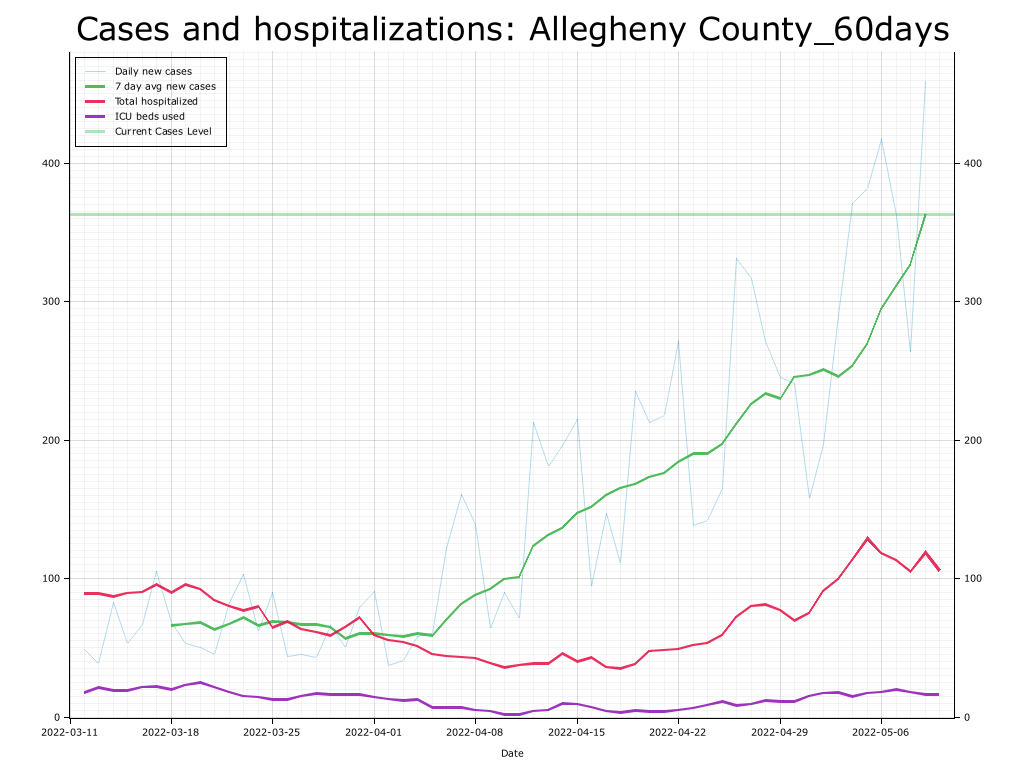 Cases and hospitalizations: Allegheny County_60days
Daily new cases
7 day avg new cases
Total hospitalized
ICU beds used
Current Cases Level
400 400
300 300
200 200
100 100
0 0
2022-03-11 2022-03-18 2022-03-25 2022-04-01 2022-04-08 2022-04-15 2022-04-22 2022-04-29 2022-05-06
Date